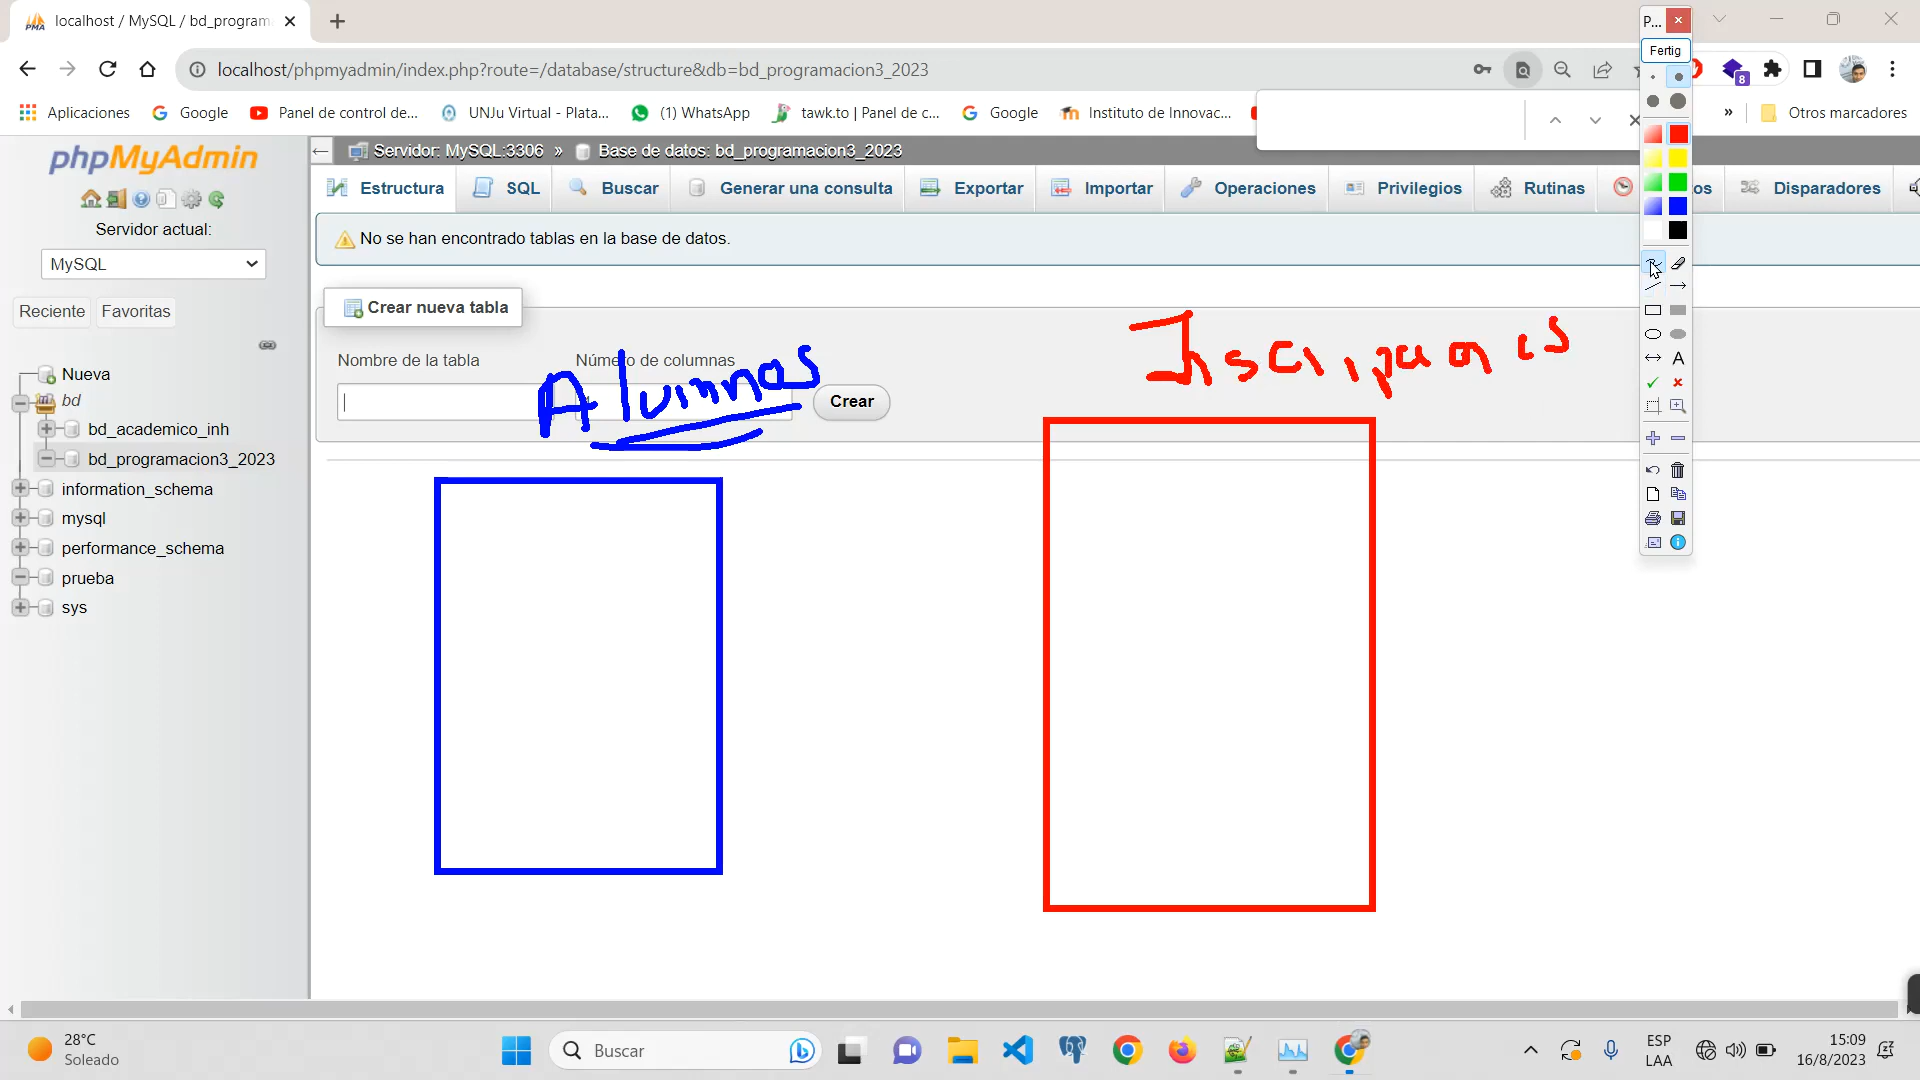 localhost / MySQL / bd_program
P...
Fertig
localhost/phpmyadmin/index.php?route=/database/structure&db=bd_programacion3_2023
8
Aplicaciones Google Panel de control de... UNJu Virtual - Plata... (1) WhatsApp tawk.to | Panel de c... Google Instituto de Innovac... » Otros marcadores
phpMyAdmin
Servidor: MySQL:3306 » Base de datos: bd_programacion3_2023
Estructura SQL Buscar Generar una consulta Exportar Importar Operaciones Privilegios Rutinas os Disparadores
Servidor actual:
MySQL
No se han encontrado tablas en la base de datos.
Reciente Favoritas
Crear nueva tabla
Nombre de la tabla Número de columnas
Crear
Alumnos
Inscripciones
Nueva
bd
bd_academico_inh
bd_programacion3_2023
information_schema
mysql
performance_schema
prueba
sys
A
28°C
Soleado
Buscar
ESP
LAA
15:09
16/8/2023